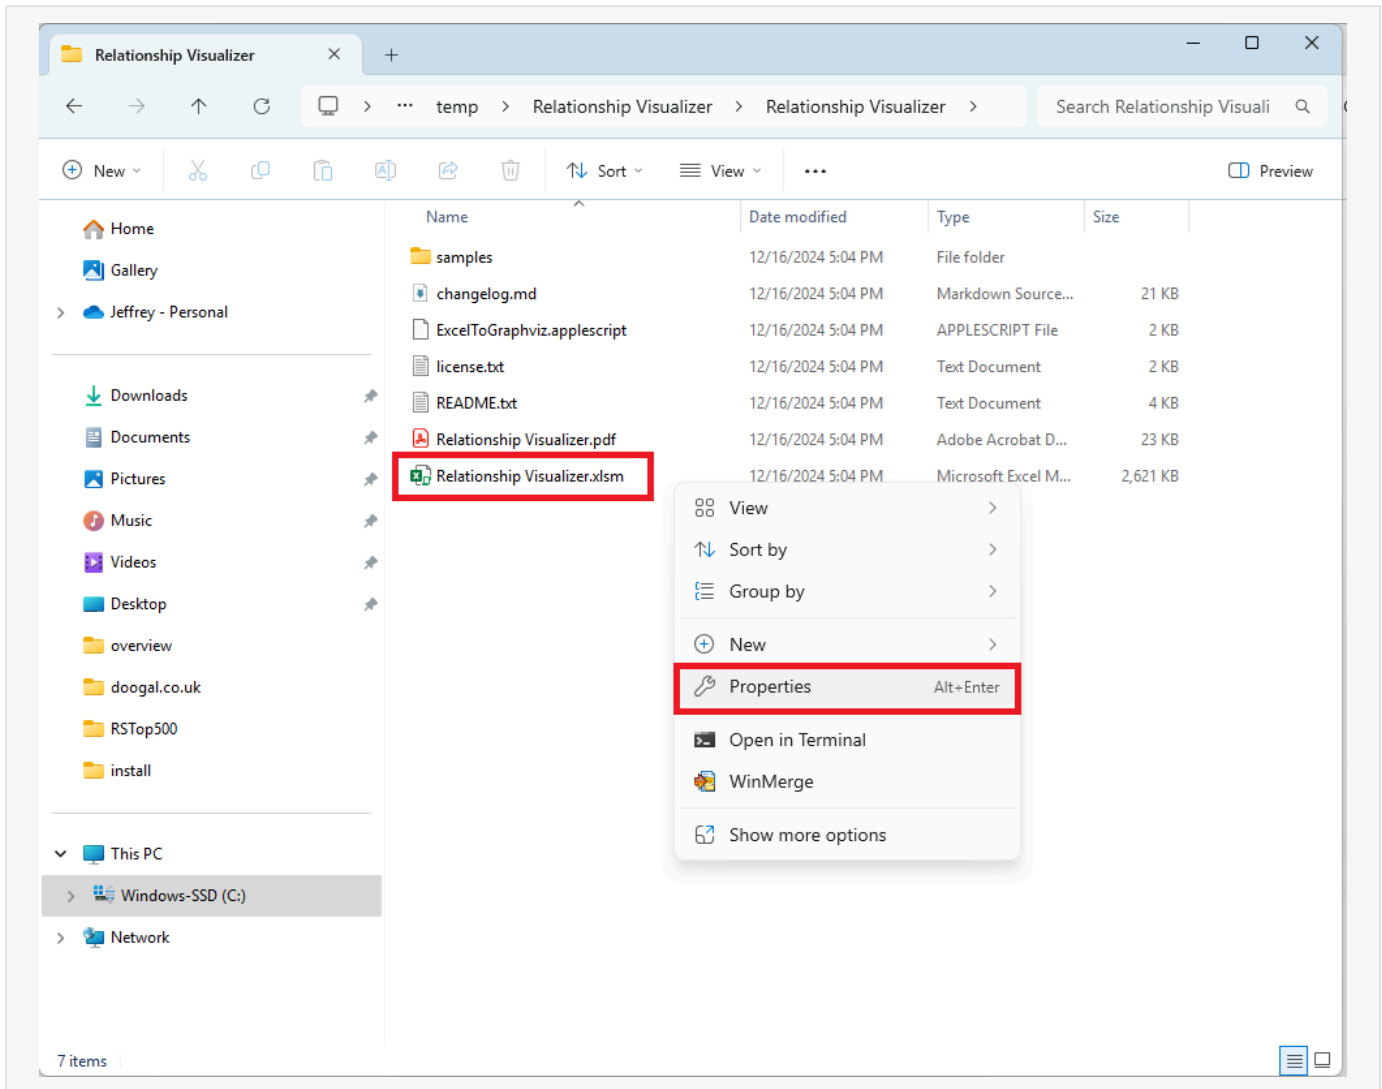 Relationship Visualizer
temp > Relationship Visualizer > Relationship Visualizer >
Search Relationship Visuali
New
Sort
View
Preview
Name Date modified Type Size
Home
Gallery
Jeffrey - Personal
Downloads
Documents
Pictures
Music
Videos
Desktop
overview
doogal.co.uk
RSTop500
install
This PC
Windows-SSD (C:)
Network
samples 12/16/2024 5:04 PM File folder
changelog.md 12/16/2024 5:04 PM Markdown Source... 21 KB
ExcelToGraphviz.applescript 12/16/2024 5:04 PM APPLESCRIPT File 2 KB
license.txt 12/16/2024 5:04 PM Text Document 2 KB
README.txt 12/16/2024 5:04 PM Text Document 4 KB
Relationship Visualizer.pdf 12/16/2024 5:04 PM Adobe Acrobat D... 23 KB
Relationship Visualizer.xlsm 12/16/2024 5:04 PM Microsoft Excel M... 2,621 KB
View
Sort by
Group by
New
Properties Alt+Enter
Open in Terminal
WinMerge
Show more options
7 items